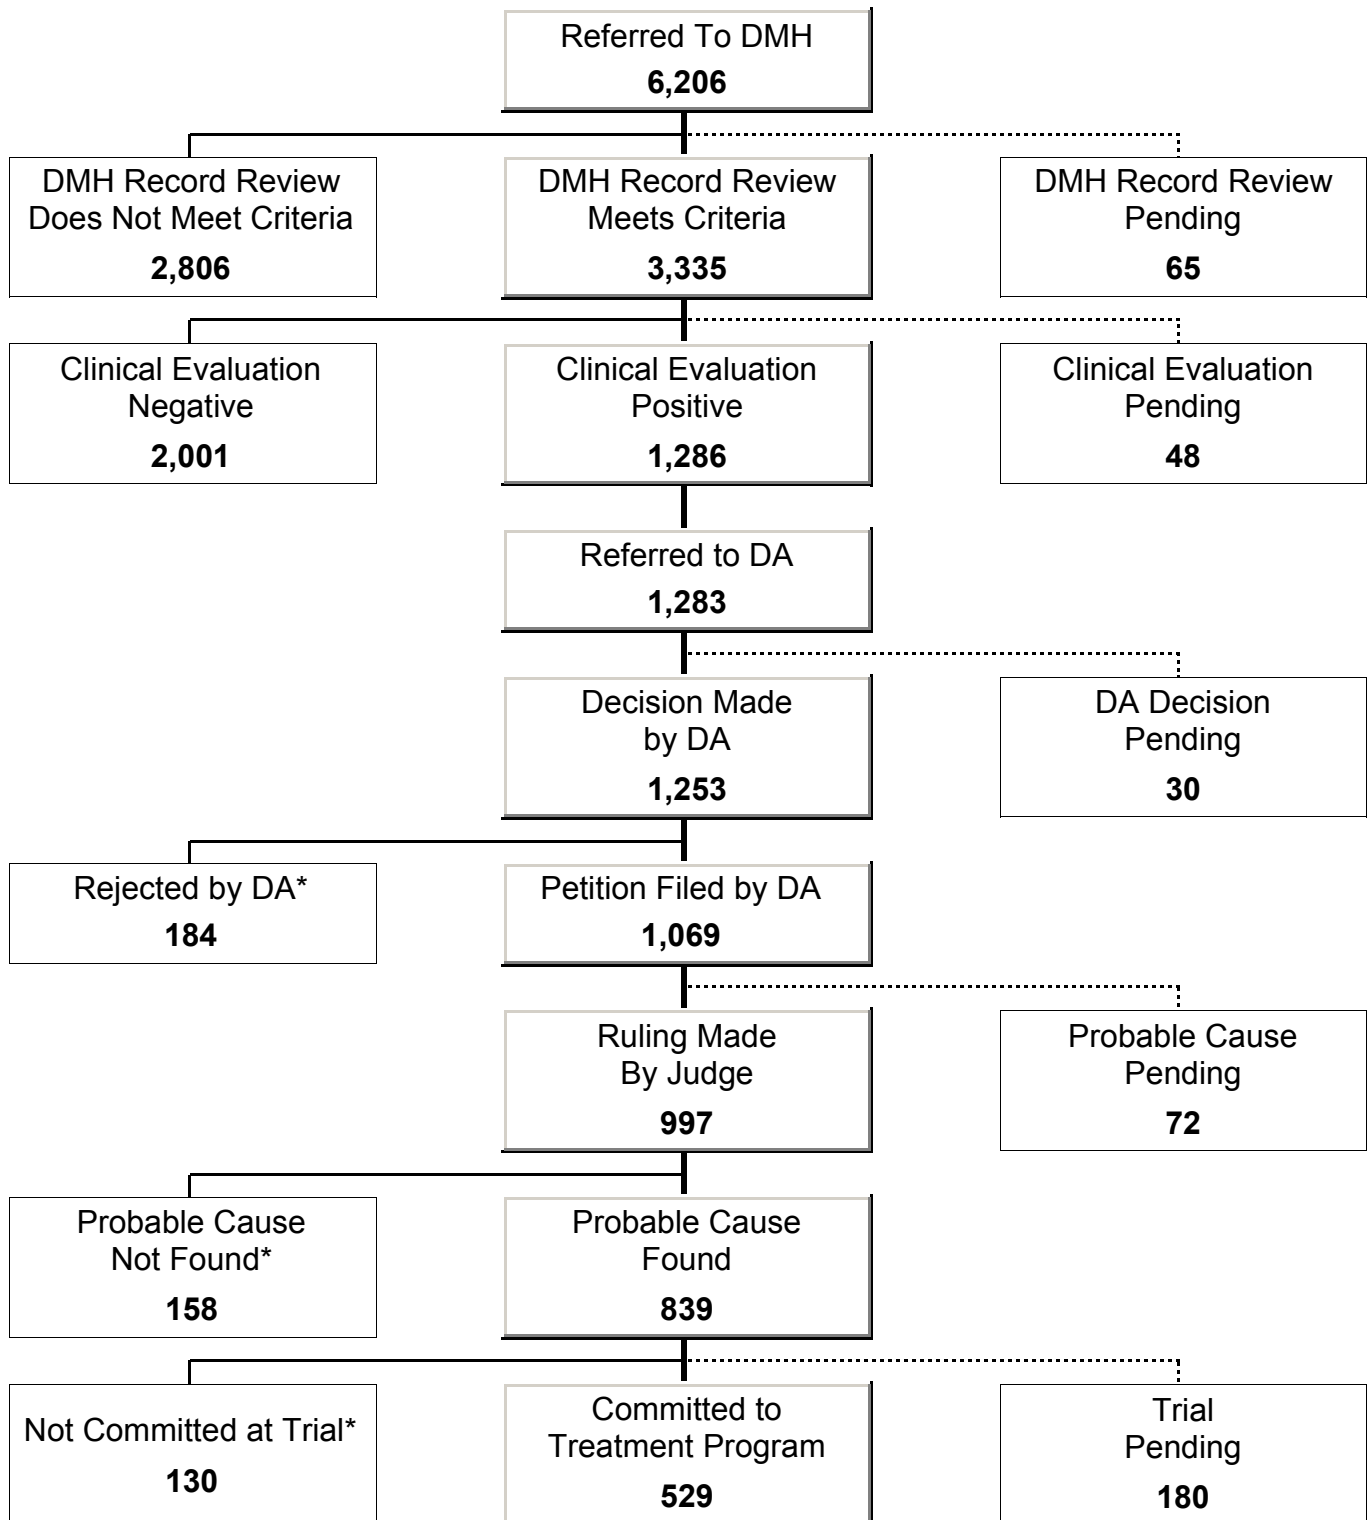 Referred To DMH
6,206
DMH Record Review
Does Not Meet Criteria
2,806
DMH Record Review
Meets Criteria
3,335
DMH Record Review
Pending
65
Clinical Evaluation
Negative
2,001
Clinical Evaluation
Positive
1,286
Clinical Evaluation
Pending
48
Referred to DA
1,283
Decision Made
by DA
1,253
DA Decision
Pending
30
Rejected by DA*
184
Petition Filed by DA
1,069
Ruling Made
By Judge
997
Probable Cause
Pending
72
Probable Cause
Not Found*
158
Probable Cause
Found
839
Not Committed at Trial*
130
Committed to
Treatment Program
529
Trial
Pending
180